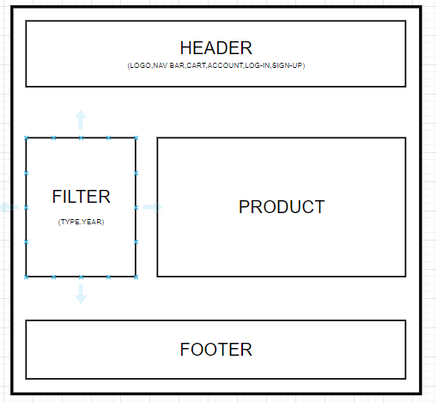 HEADER
(LOGO,NAV BAR,CART,ACCOUNT,LOG-IN,SIGN-UP)
FILTER
(TYPE,YEAR)
PRODUCT
FOOTER